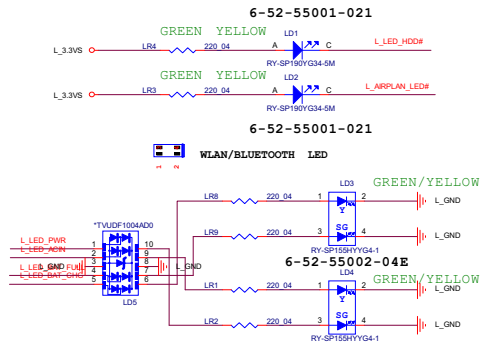 6-52-55001-021
GREEN YELLOW
LD1
L_3.3VS
LR4
220_04
A
C
L_LED_HDD#
RY-SP190YG34-5M
GREEN YELLOW
LD2
L_3.3VS
LR3
220_04
A
C
L_AIRPLAN_LED#
RY-SP190YG34-5M
6-52-55001-021
WLAN/BLUETOOTH LED
1
2
LD3
GREEN/YELLOW
LR8
220_04
1
2
L_GND
Y
*TVUDF1004AD0
LR9
220_04
3
4
L_GND
SG
RY-SP155HYYG4-1
L_LED_PWR
1
10
L_LED_ACIN
2
9
L_GND
3
8
L_GND
4
7
L_LED_BAT_CHG
5
6
LD5
6-52-55002-04E
LD4
GREEN/YELLOW
LR1
220_04
1
2
L_GND
Y
LR2
220_04
3
4
L_GND
SG
RY-SP155HYYG4-1